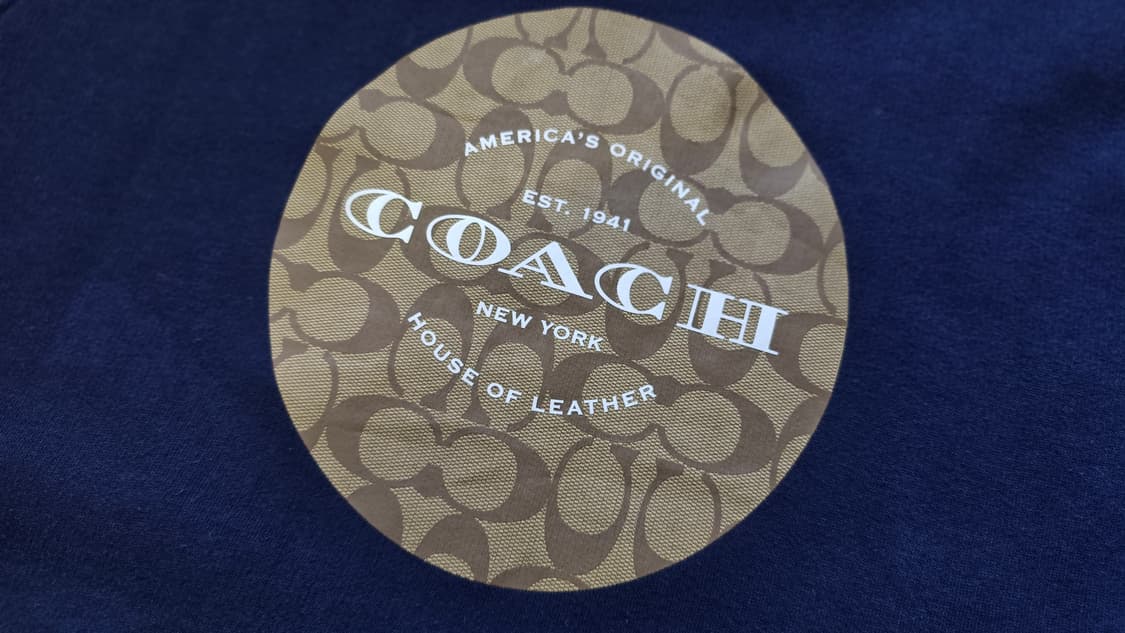 AMERICA'S ORIGINAL
EST. 1941
COACH
NEW YORK
HOUSE OF LEATHER